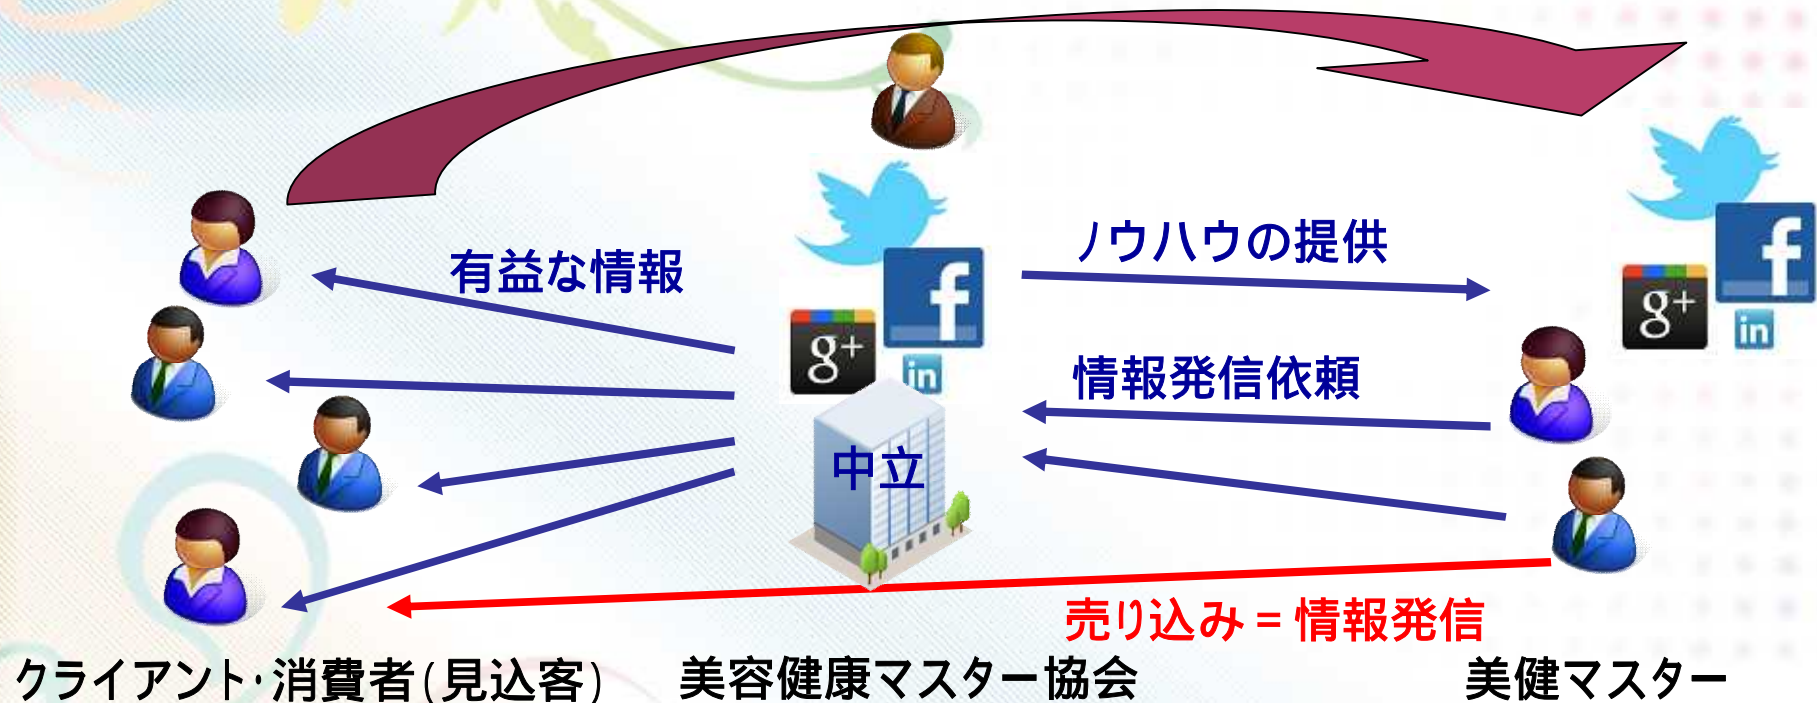 有益な情報
ノウハウの提供
情報発信依頼
中立
売り込み=情報発信
クライアント・消費者(見込客)
美容健康マスター協会
美健マスター
f
g+
in
f
g+
in